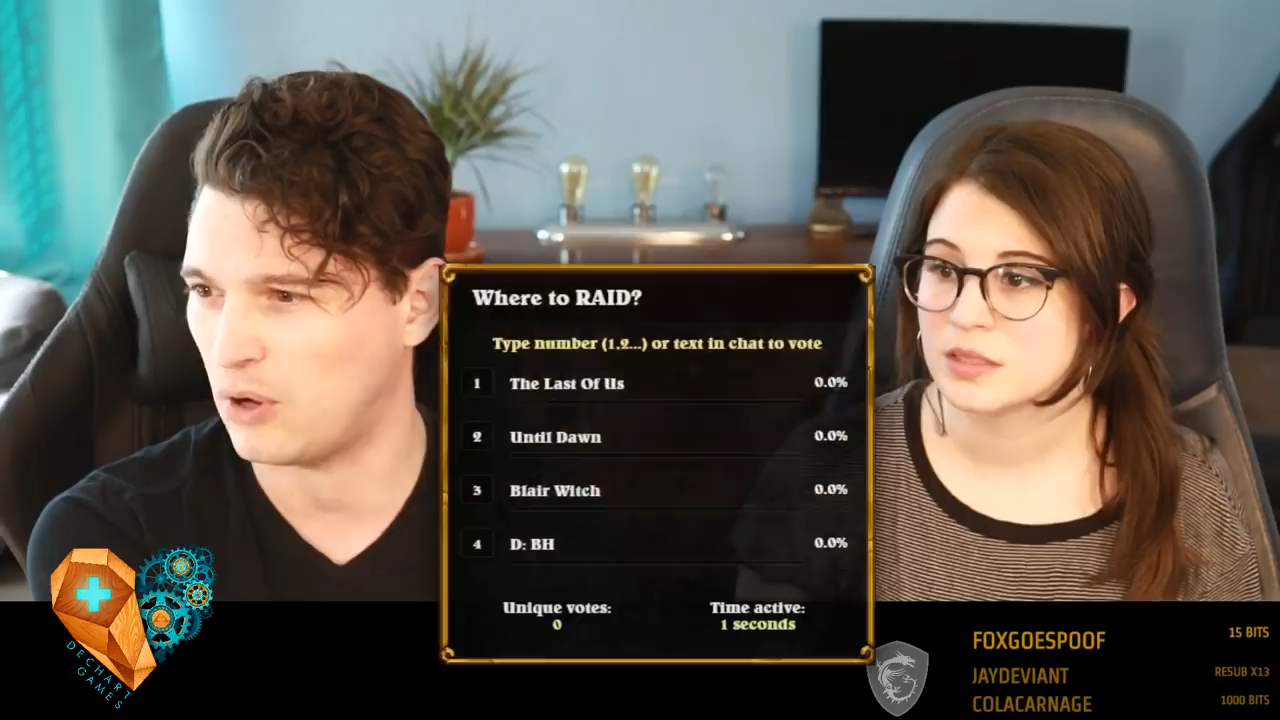 Where to RAID?
Type number (1,2...) or text in chat to vote
1 The Last Of Us 0.0%
2 Until Dawn 0.0%
3 Blair Witch 0.0%
4 D: BH 0.0%
Unique votes: Time active:
0 1 seconds
DECHART
GAMES
FOXGOESPOOF 15 BITS
JAYDEVIANT RESUB X13
COLACARNAGE 1000 BITS